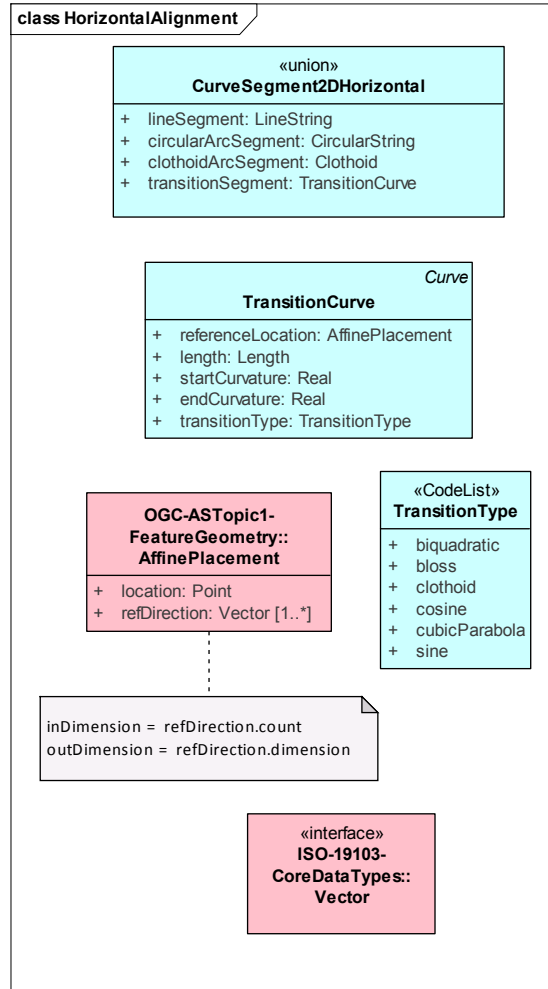 class HorizontalAlignment
«union»
CurveSegment2DHorizontal
+ lineSegment: LineString
+ circularArcSegment: CircularString
+ clothoidArcSegment: Clothoid
+ transitionSegment: TransitionCurve
Curve
TransitionCurve
+ referenceLocation: AffinePlacement
+ length: Length
+ startCurvature: Real
+ endCurvature: Real
+ transitionType: TransitionType
«CodeList»
TransitionType
+ biquadratic
+ bloss
+ clothoid
+ cosine
+ cubicParabola
+ sine
OGC-ASTopic1-
FeatureGeometry::
AffinePlacement
+ location: Point
+ refDirection: Vector [1..*]
inDimension = refDirection.count
outDimension = refDirection.dimension
«interface»
ISO-19103-
CoreDataTypes::
Vector